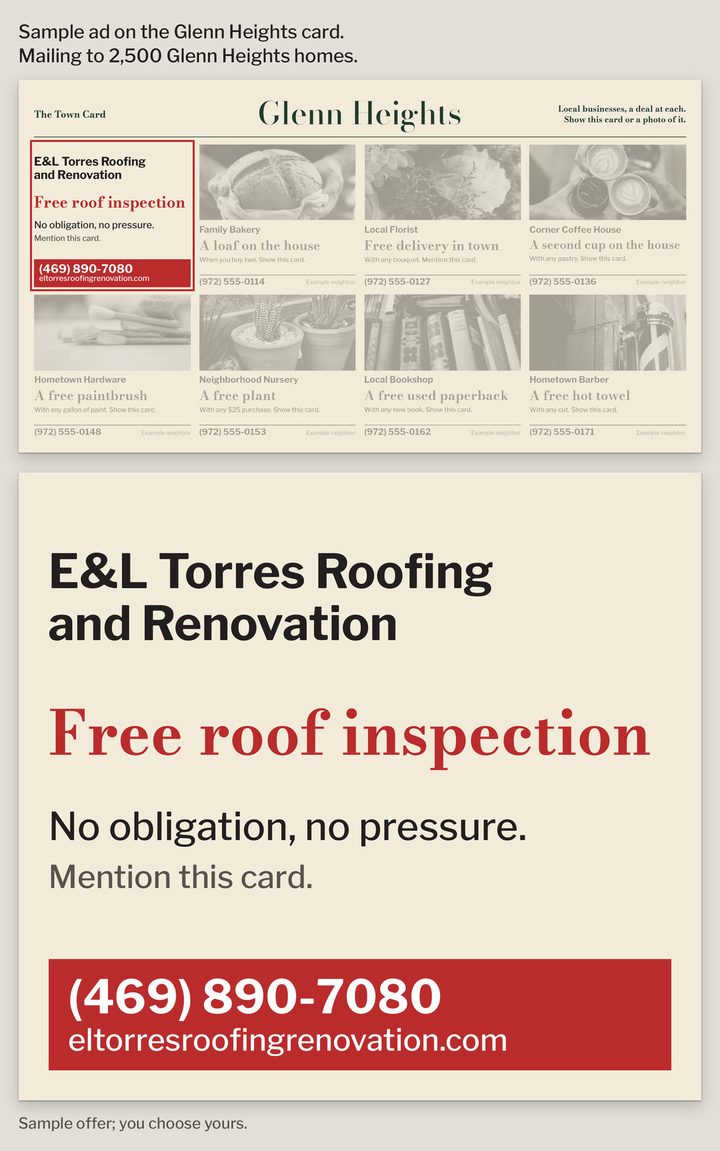 Sample ad on the Glenn Heights card.
Mailing to 2,500 Glenn Heights homes.
The Town Card
Glenn Heights
Local businesses, a deal at each.
Show this card or a photo of it.
E&L Torres Roofing
and Renovation
Free roof inspection
No obligation, no pressure.
Mention this card.
(469) 890-7080
eltorresroofingrenovation.com
Family Bakery
A loaf on the house
When you buy two. Show this card.
(972) 555-0114
Example neighbor
Local Florist
Free delivery in town
With any bouquet. Mention this card.
(972) 555-0127
Example neighbor
Corner Coffee House
A second cup on the house
With any pastry. Show this card.
(972) 555-0136
Example neighbor
Hometown Hardware
A free paintbrush
With any gallon of paint. Show this card.
(972) 555-0148
Example neighbor
Neighborhood Nursery
A free plant
With any $25 purchase. Show this card.
(972) 555-0153
Example neighbor
Local Bookshop
A free used paperback
With any new book. Show this card.
(972) 555-0162
Example neighbor
Hometown Barber
A free hot towel
With any cut. Show this card.
(972) 555-0171
Example neighbor
E&L Torres Roofing
and Renovation
Free roof inspection
No obligation, no pressure.
Mention this card.
(469) 890-7080
eltorresroofingrenovation.com
Sample offer; you choose yours.